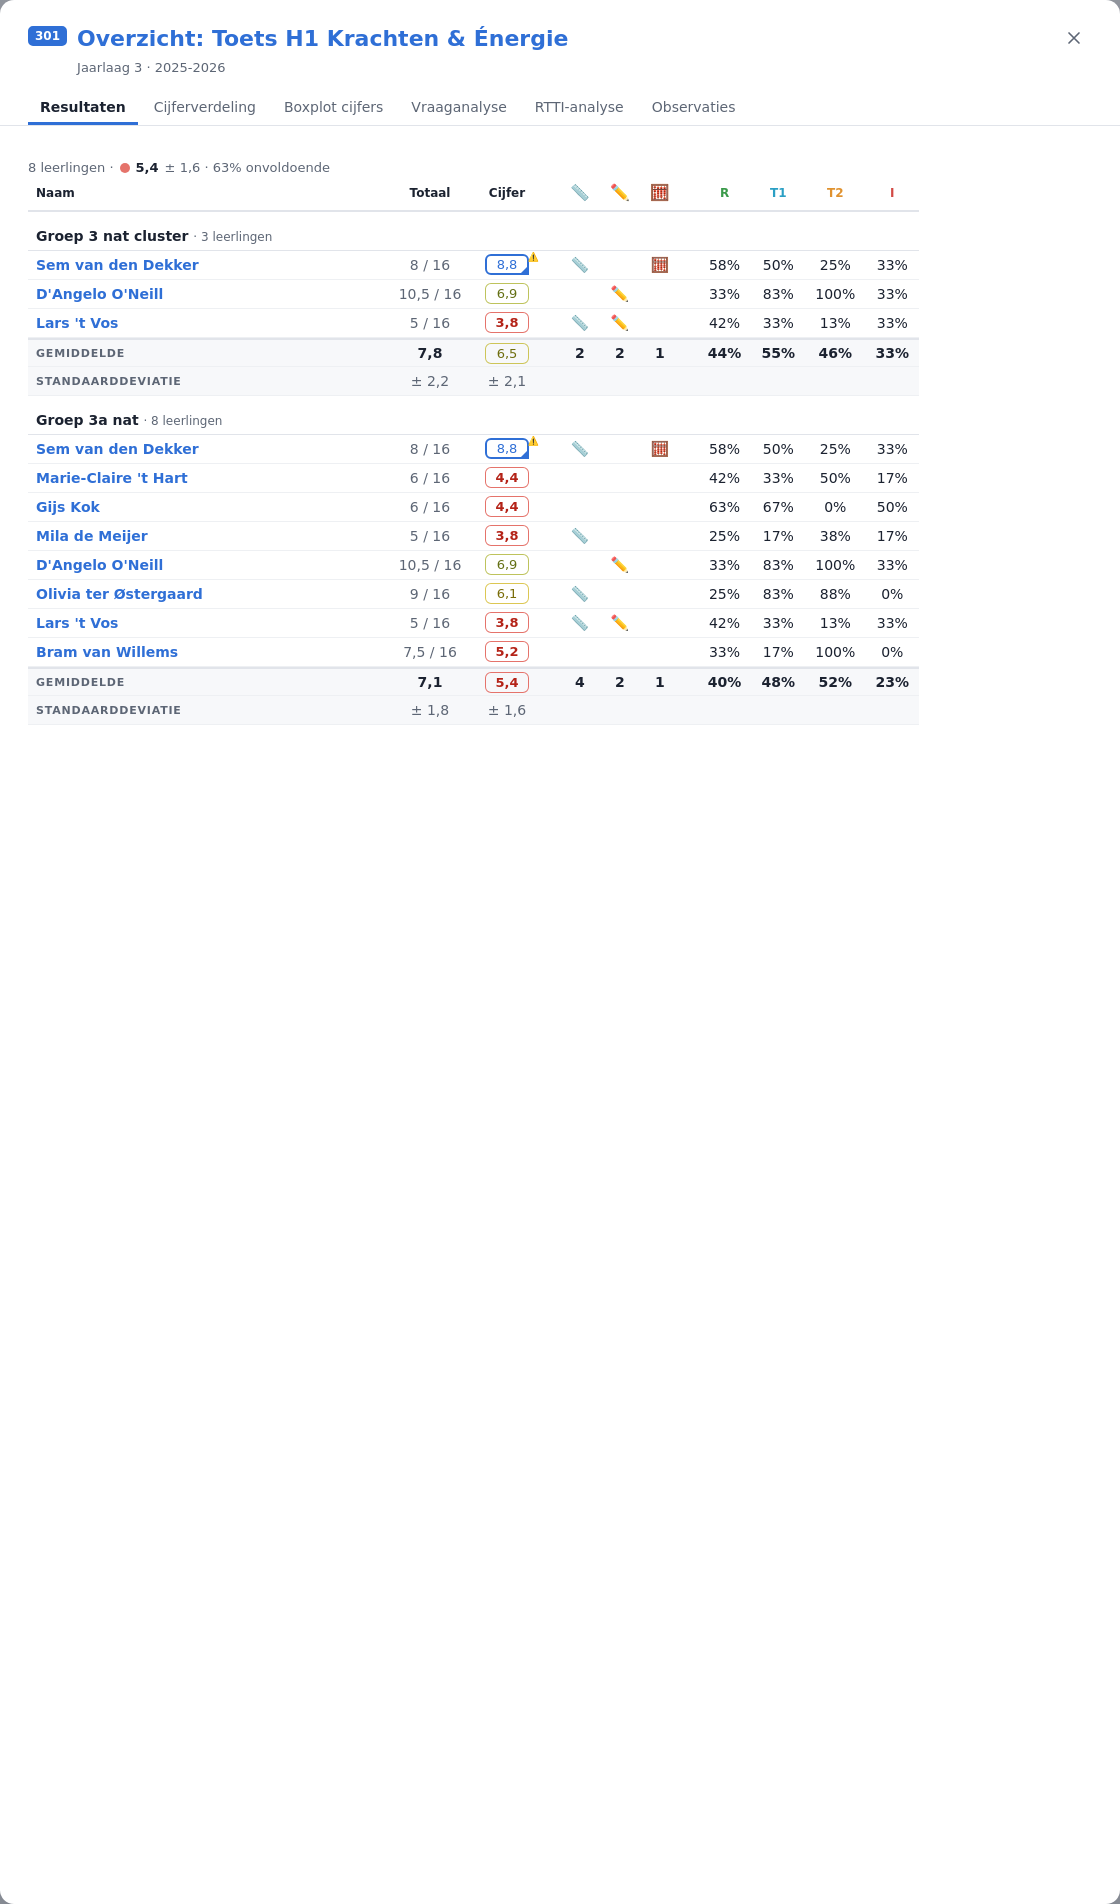 301 Overzicht: Toets H1 Krachten & Énergie
Jaarlaag 3 · 2025-2026
Resultaten Cijferverdeling Boxplot cijfers Vraaganalyse RTTI-analyse Observaties
8 leerlingen · 5,4 ± 1,6 · 63% onvoldoende
Naam Totaal Cijfer R T1 T2 I
Groep 3 nat cluster · 3 leerlingen
Sem van den Dekker 8 / 16 8,8 58% 50% 25% 33%
D'Angelo O'Neill 10,5 / 16 6,9 33% 83% 100% 33%
Lars 't Vos 5 / 16 3,8 42% 33% 13% 33%
GEMIDDELDE 7,8 6,5 2 2 1 44% 55% 46% 33%
STANDAARDDEVIATIE ± 2,2 ± 2,1
Groep 3a nat · 8 leerlingen
Sem van den Dekker 8 / 16 8,8 58% 50% 25% 33%
Marie-Claire 't Hart 6 / 16 4,4 42% 33% 50% 17%
Gijs Kok 6 / 16 4,4 63% 67% 0% 50%
Mila de Meijer 5 / 16 3,8 25% 17% 38% 17%
D'Angelo O'Neill 10,5 / 16 6,9 33% 83% 100% 33%
Olivia ter Østergaard 9 / 16 6,1 25% 83% 88% 0%
Lars 't Vos 5 / 16 3,8 42% 33% 13% 33%
Bram van Willems 7,5 / 16 5,2 33% 17% 100% 0%
GEMIDDELDE 7,1 5,4 4 2 1 40% 48% 52% 23%
STANDAARDDEVIATIE ± 1,8 ± 1,6